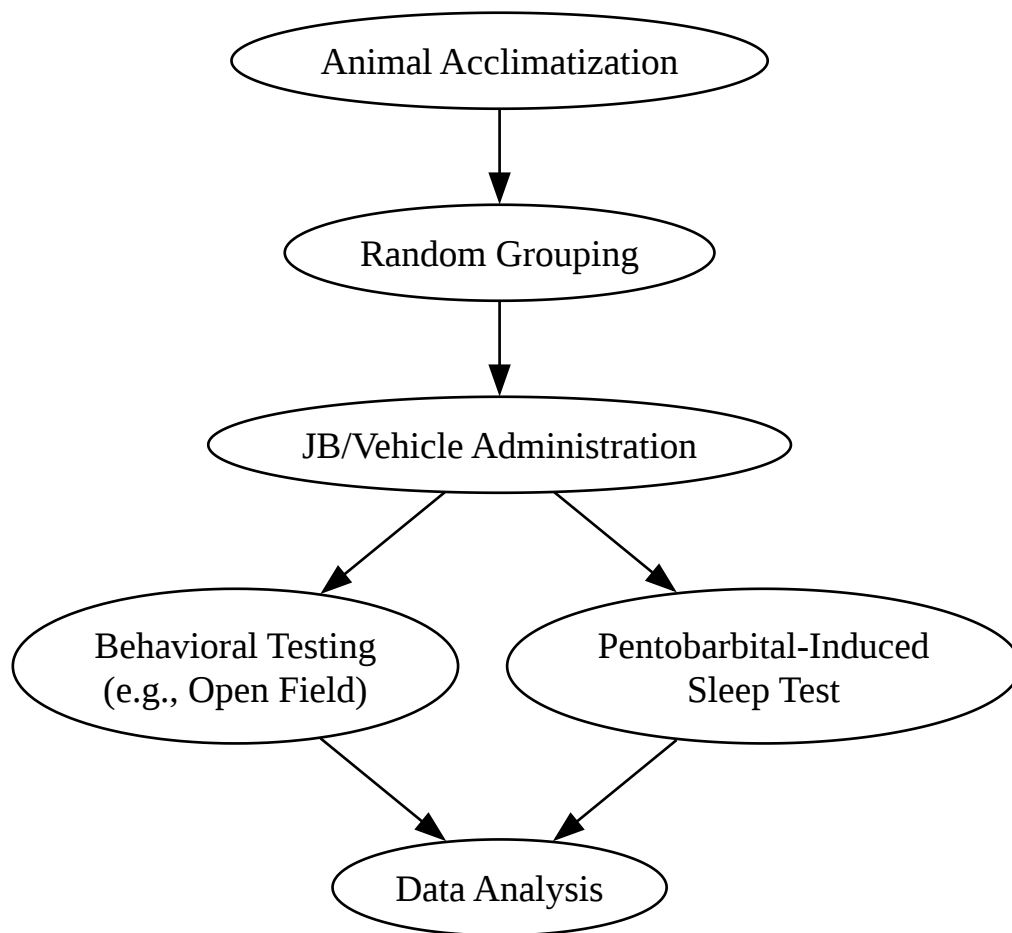 Animal Acclimatization
Random Grouping
JB/Vehicle Administration
Behavioral Testing
(e.g., Open Field)
Pentobarbital-Induced
Sleep Test
Data Analysis